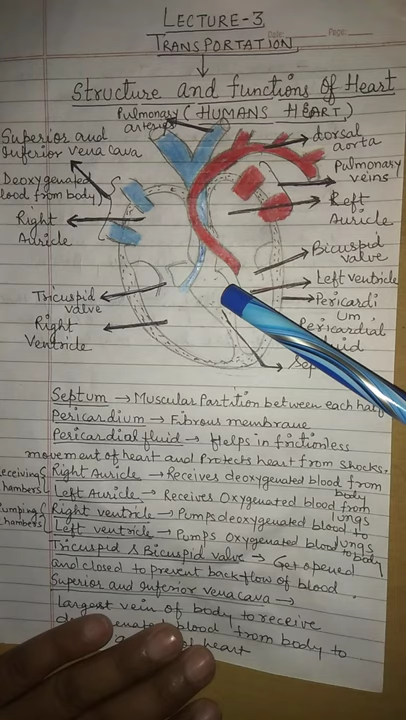 LECTURE-3
Date: Page:
TRANSPORTATION
Structure and functions of Heart
(HUMANS HEART)
Pulmonary
arteries
dorsal
aorta
Superior and
Inferior vena cava
Pulmonary
veins
Deoxygenated
blood from body)
Right
Auricle
Left
Auricle
Bicuspid
valve
Left ventricle
Tricuspid
valve
Pericardi
um
Right
Ventricle
Pericardial
fluid
Sep
Septum → Muscular Partition between each half
Pericardium → Fibrous membrane
Pericardial fluid → Helps in frictionless
movement of heart and Protects heart from shocks.
Receiving chambers
Right Auricle → Receives deoxygenated blood from body
Left Auricle → Receives Oxygenated blood from lungs
Pumping chambers
Right ventricle → Pumps deoxygenated blood to lungs
Left ventricle → Pumps Oxygenated blood to body
Tricuspid & Bicuspid valve → Get opened
and closed to prevent backflow of blood.
Superior and Inferior vena cava →
Largest vein of body to receive
blood from body to
of heart